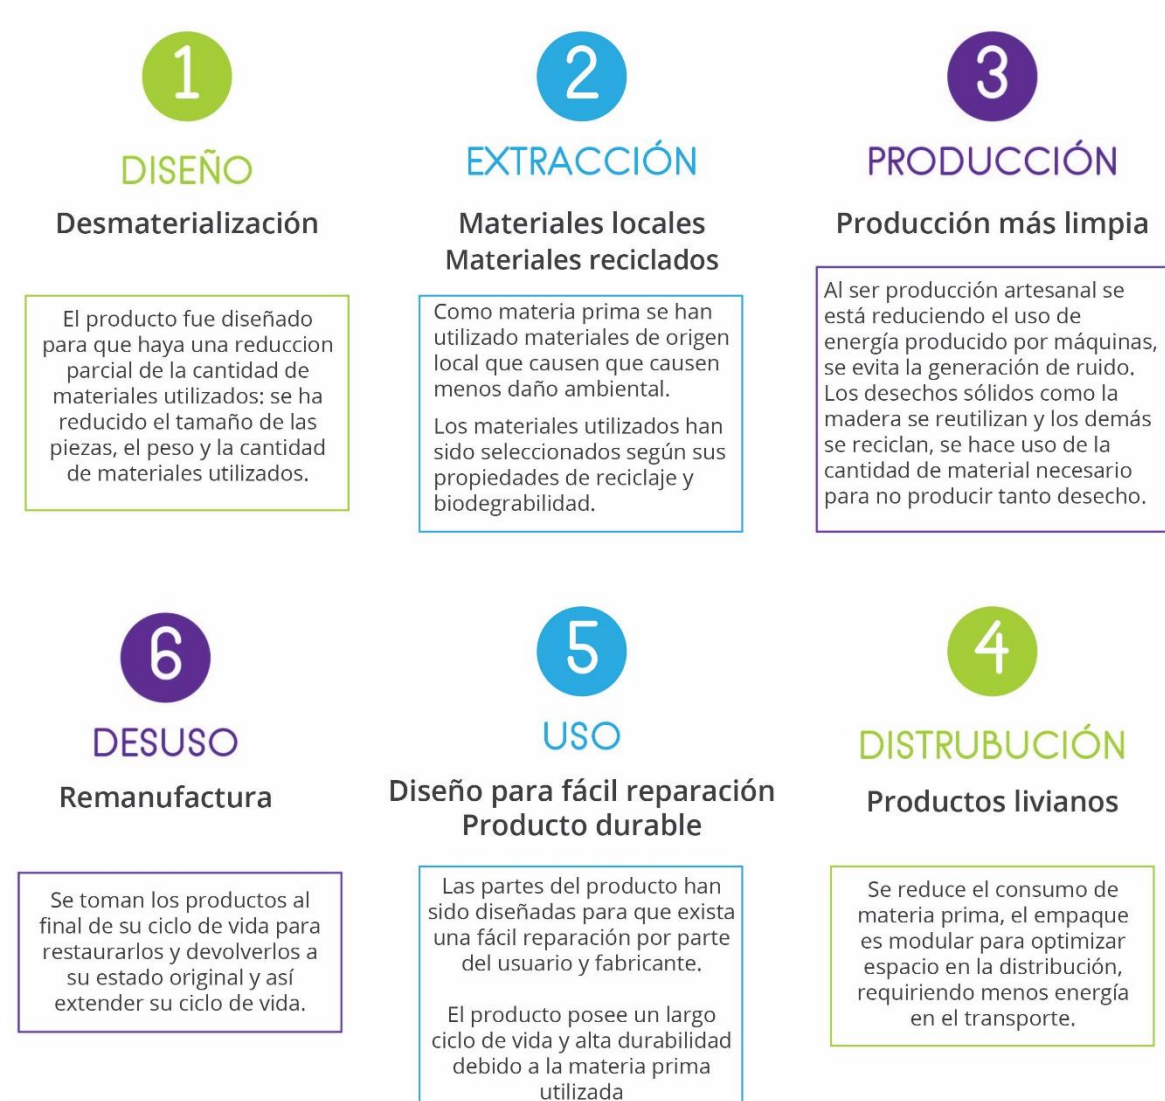 1
DISEÑO
Desmaterialización
El producto fue diseñado
para que haya una reduccion
parcial de la cantidad de
materiales utilizados: se ha
reducido el tamaño de las
piezas, el peso y la cantidad
de materiales utilizados.
2
EXTRACCIÓN
Materiales locales
Materiales reciclados
Como materia prima se han
utilizado materiales de origen
local que causen que causen
menos daño ambiental.
Los materiales utilizados han
sido seleccionados según sus
propiedades de reciclaje y
biodegrabilidad.
3
PRODUCCIÓN
Producción más limpia
Al ser producción artesanal se
está reduciendo el uso de
energía producido por máquinas,
se evita la generación de ruido.
Los desechos sólidos como la
madera se reutilizan y los demás
se reciclan, se hace uso de la
cantidad de material necesario
para no producir tanto desecho.
6
DESUSO
Remanufactura
Se toman los productos al
final de su ciclo de vida para
restaurarlos y devolverlos a
su estado original y así
extender su ciclo de vida.
5
USO
Diseño para fácil reparación
Producto durable
Las partes del producto han
sido diseñadas para que exista
una fácil reparación por parte
del usuario y fabricante.
El producto posee un largo
ciclo de vida y alta durabilidad
debido a la materia prima
utilizada
4
DISTRUBUCIÓN
Productos livianos
Se reduce el consumo de
materia prima, el empaque
es modular para optimizar
espacio en la distribución,
requiriendo menos energía
en el transporte.